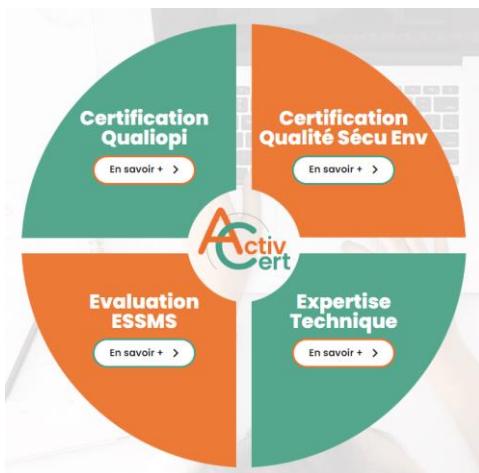 Certification
Qualiopi
En savoir + >
Certification
Qualité Sécu Env
En savoir + >
Activ
Cert
Evaluation
ESSMS
En savoir + >
Expertise
Technique
En savoir + >